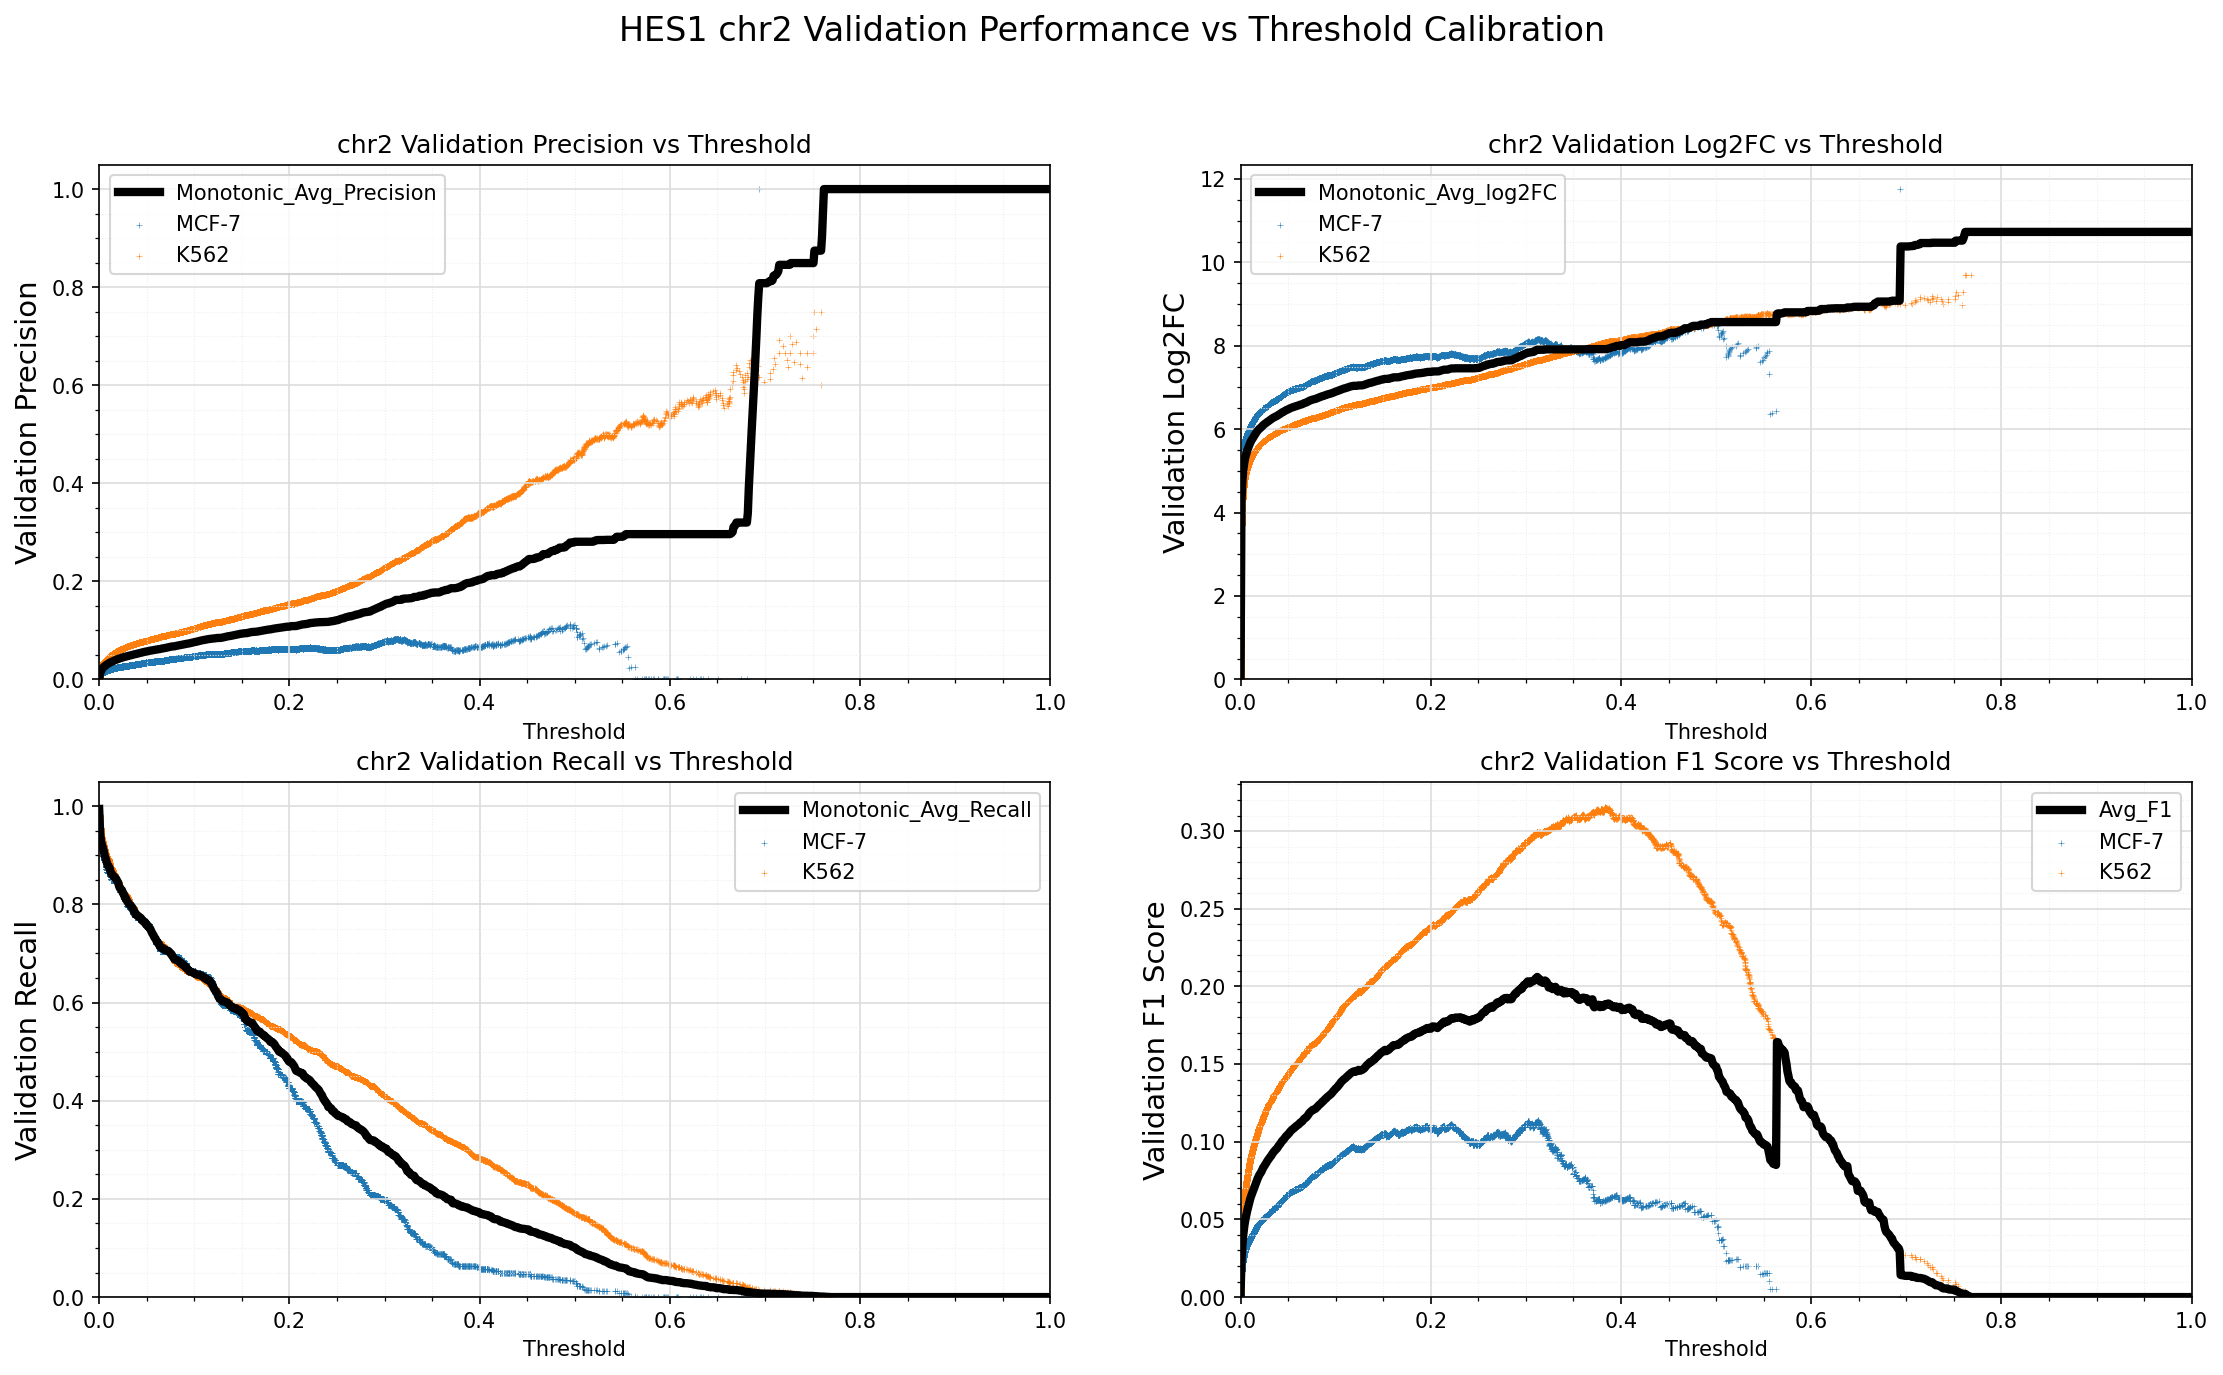 HES1 chr2 Validation Performance vs Threshold Calibration
chr2 Validation Precision vs Threshold
Validation Precision
1.0
0.8
0.6
0.4
0.2
0.0
Monotonic_Avg_Precision
MCF-7
K562
0.0 0.2 0.4 0.6 0.8 1.0
Threshold
chr2 Validation Log2FC vs Threshold
Validation Log2FC
12
10
8
6
4
2
0
Monotonic_Avg_log2FC
MCF-7
K562
0.0 0.2 0.4 0.6 0.8 1.0
Threshold
chr2 Validation Recall vs Threshold
Validation Recall
1.0
0.8
0.6
0.4
0.2
0.0
Monotonic_Avg_Recall
MCF-7
K562
0.0 0.2 0.4 0.6 0.8 1.0
Threshold
chr2 Validation F1 Score vs Threshold
Validation F1 Score
0.30
0.25
0.20
0.15
0.10
0.05
0.00
Avg_F1
MCF-7
K562
0.0 0.2 0.4 0.6 0.8 1.0
Threshold